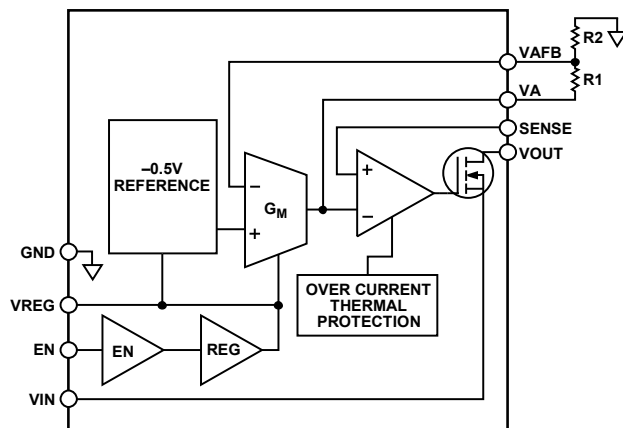 R2
VAFB
R1
VA
SENSE
VOUT
–0.5V
REFERENCE
–
GM
+
+
–
GND
OVER CURRENT
THERMAL
PROTECTION
VREG
EN
EN
REG
VIN